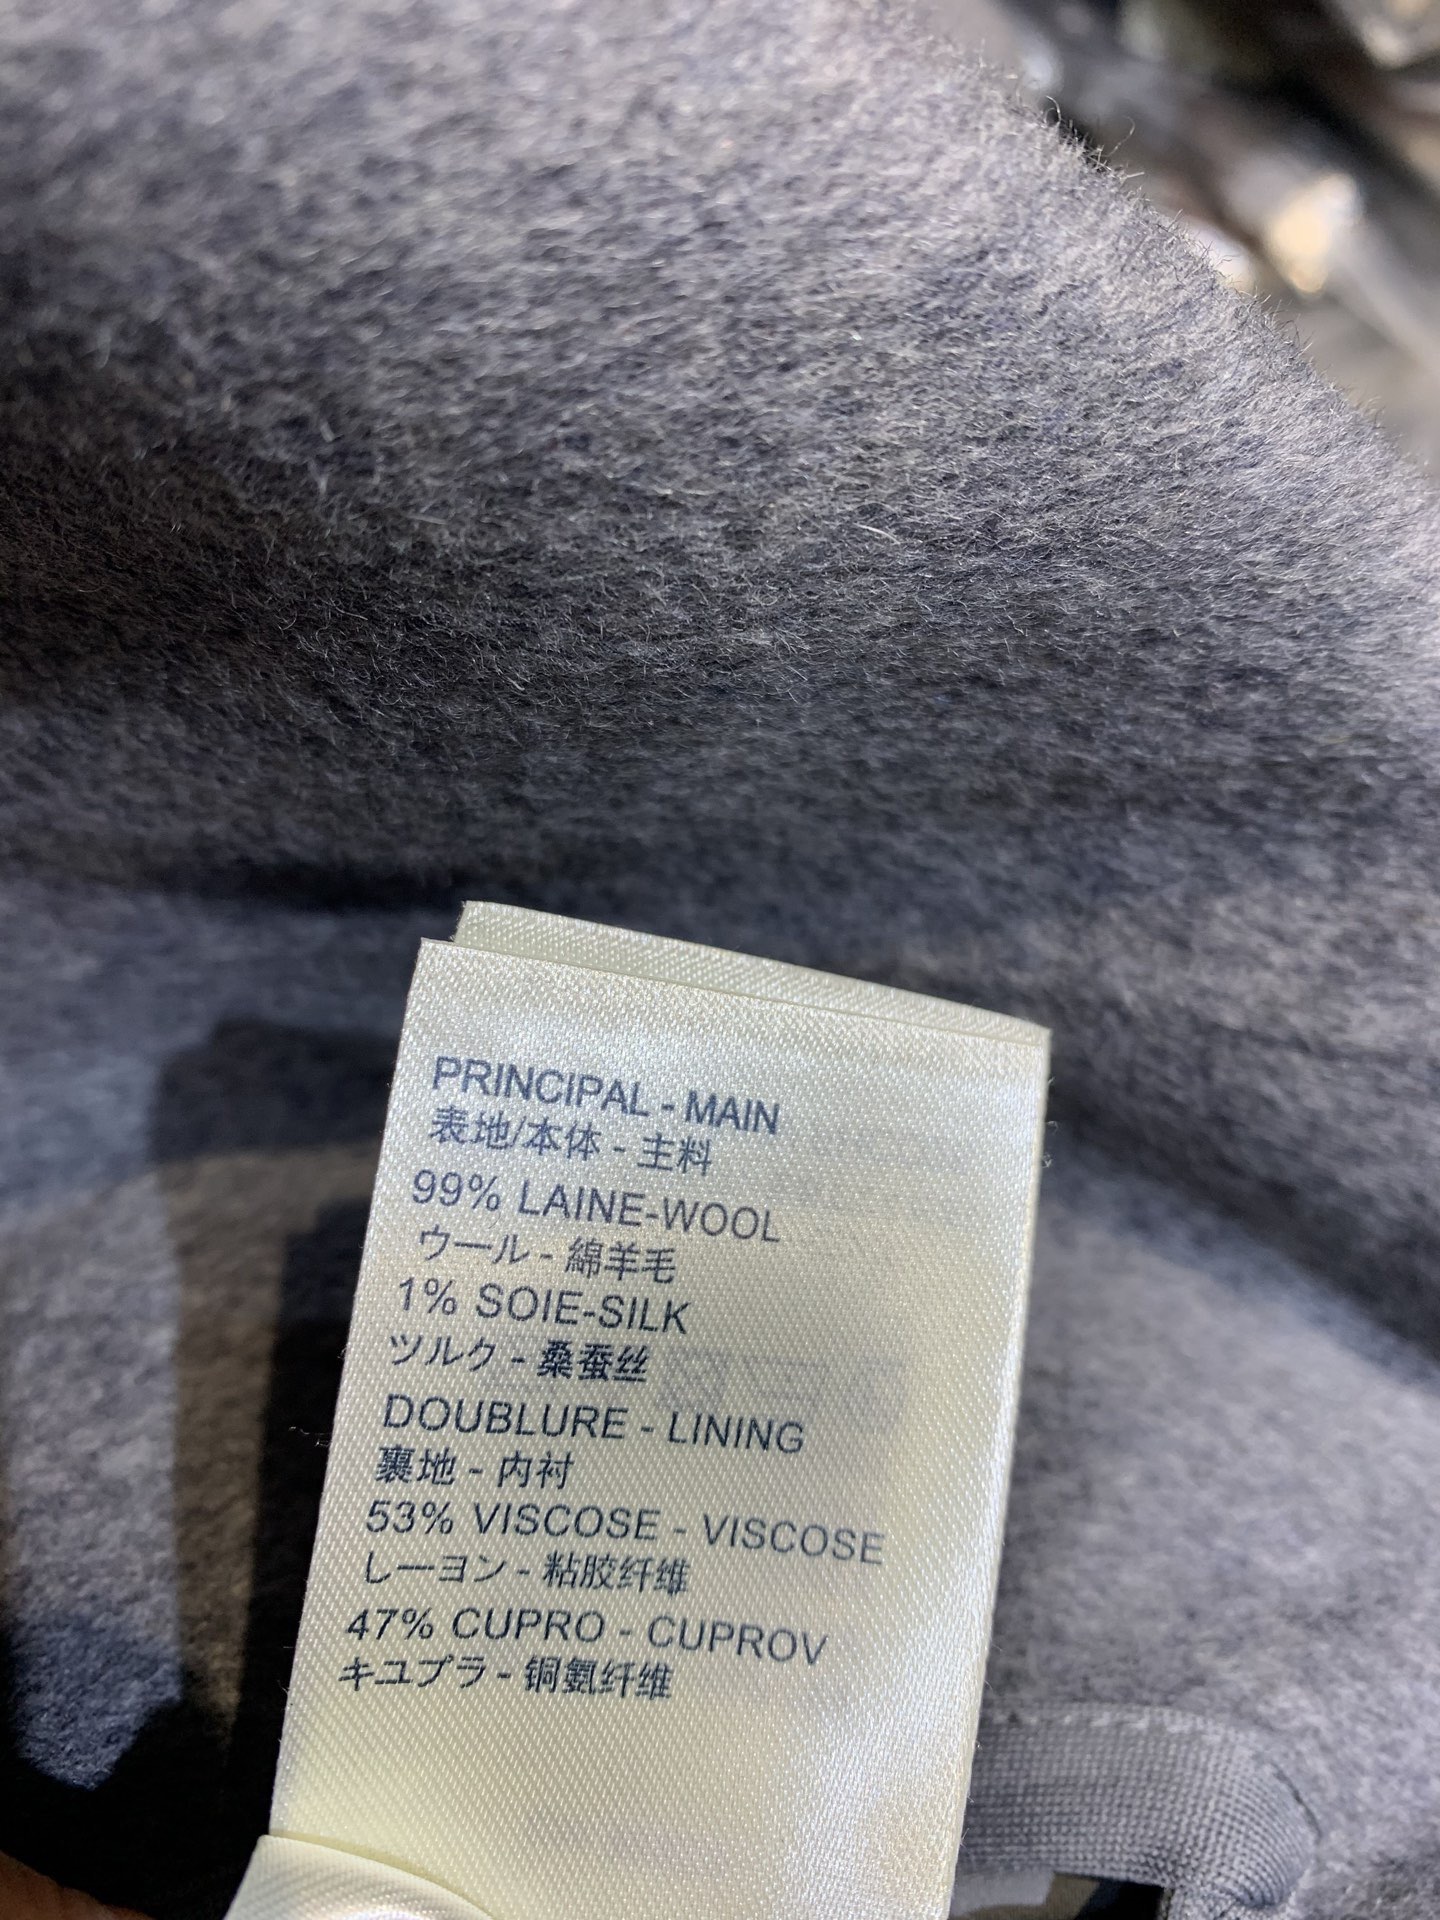 PRINCIPAL - MAIN
表地/本体 - 主料
99% LAINE-WOOL
ウール - 綿羊毛
1% SOIE-SILK
ツルク - 桑蚕丝
DOUBLURE - LINING
裏地 - 内衬
53% VISCOSE - VISCOSE
レーヨン - 粘胶纤维
47% CUPRO - CUPROV
キユプラ - 铜氨纤维